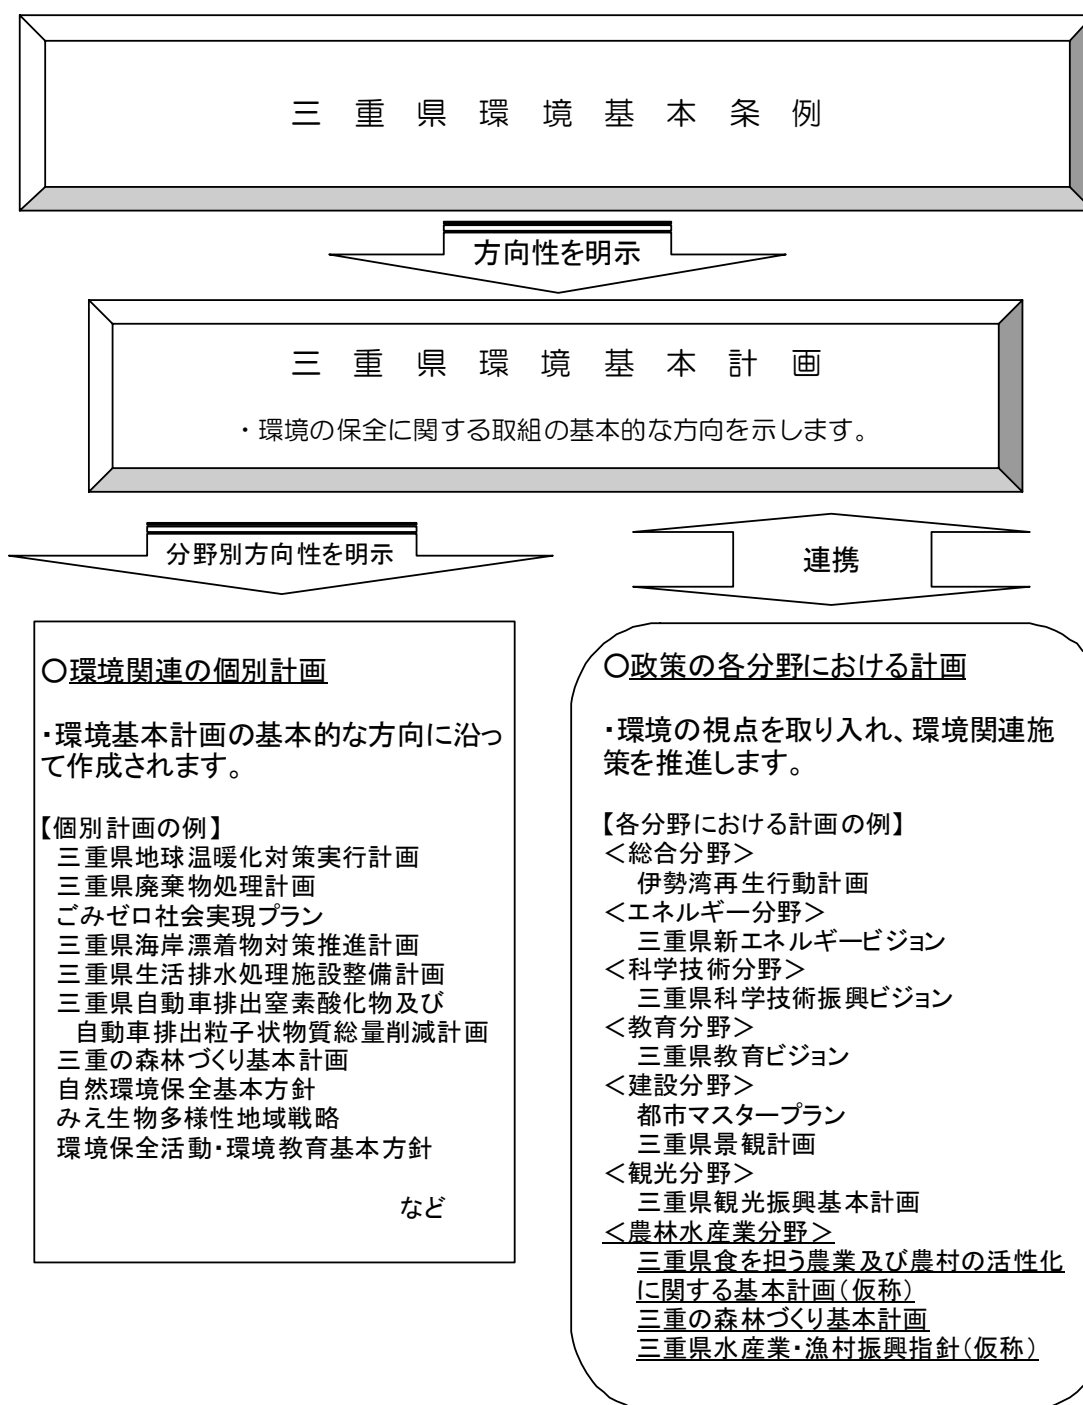 三重県環境基本条例
方向性を明示
三重県環境基本計画
・環境の保全に関する取組の基本的な方向を示します。
分野別方向性を明示
連携
○環境関連の個別計画
・環境基本計画の基本的な方向に沿っ
て作成されます。
【個別計画の例】
三重県地球温暖化対策実行計画
三重県廃棄物処理計画
ごみゼロ社会実現プラン
三重県海岸漂着物対策推進計画
三重県生活排水処理施設整備計画
三重県自動車排出窒素酸化物及び
自動車排出粒子状物質総量削減計画
三重の森林づくり基本計画
自然環境保全基本方針
みえ生物多様性地域戦略
環境保全活動・環境教育基本方針
など
○政策の各分野における計画
・環境の視点を取り入れ、環境関連施
策を推進します。
【各分野における計画の例】
＜総合分野＞
伊勢湾再生行動計画
＜エネルギー分野＞
三重県新エネルギービジョン
＜科学技術分野＞
三重県科学技術振興ビジョン
＜教育分野＞
三重県教育ビジョン
＜建設分野＞
都市マスタープラン
三重県景観計画
＜観光分野＞
三重県観光振興基本計画
＜農林水産業分野＞
三重県食を担う農業及び農村の活性化
に関する基本計画（仮称）
三重の森林づくり基本計画
三重県水産業・漁村振興指針（仮称）